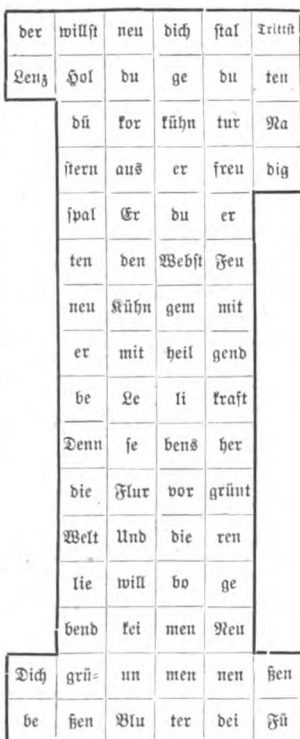 der willst neu dich stal Trittst
Lenz Hol du ge du ten
dü kor kühn tur Na
stern aus er freu dig
spal Er du er
ten den Webst Feu
neu Kühn gem mit
er mit heil gend
be Le li kraft
Denn se bens her
die Flur vor grünt
Welt Und die ren
lie will bo ge
bend kei men Neu
Dich grü= un men nen ßen
be ßen Blu ter dei Fü